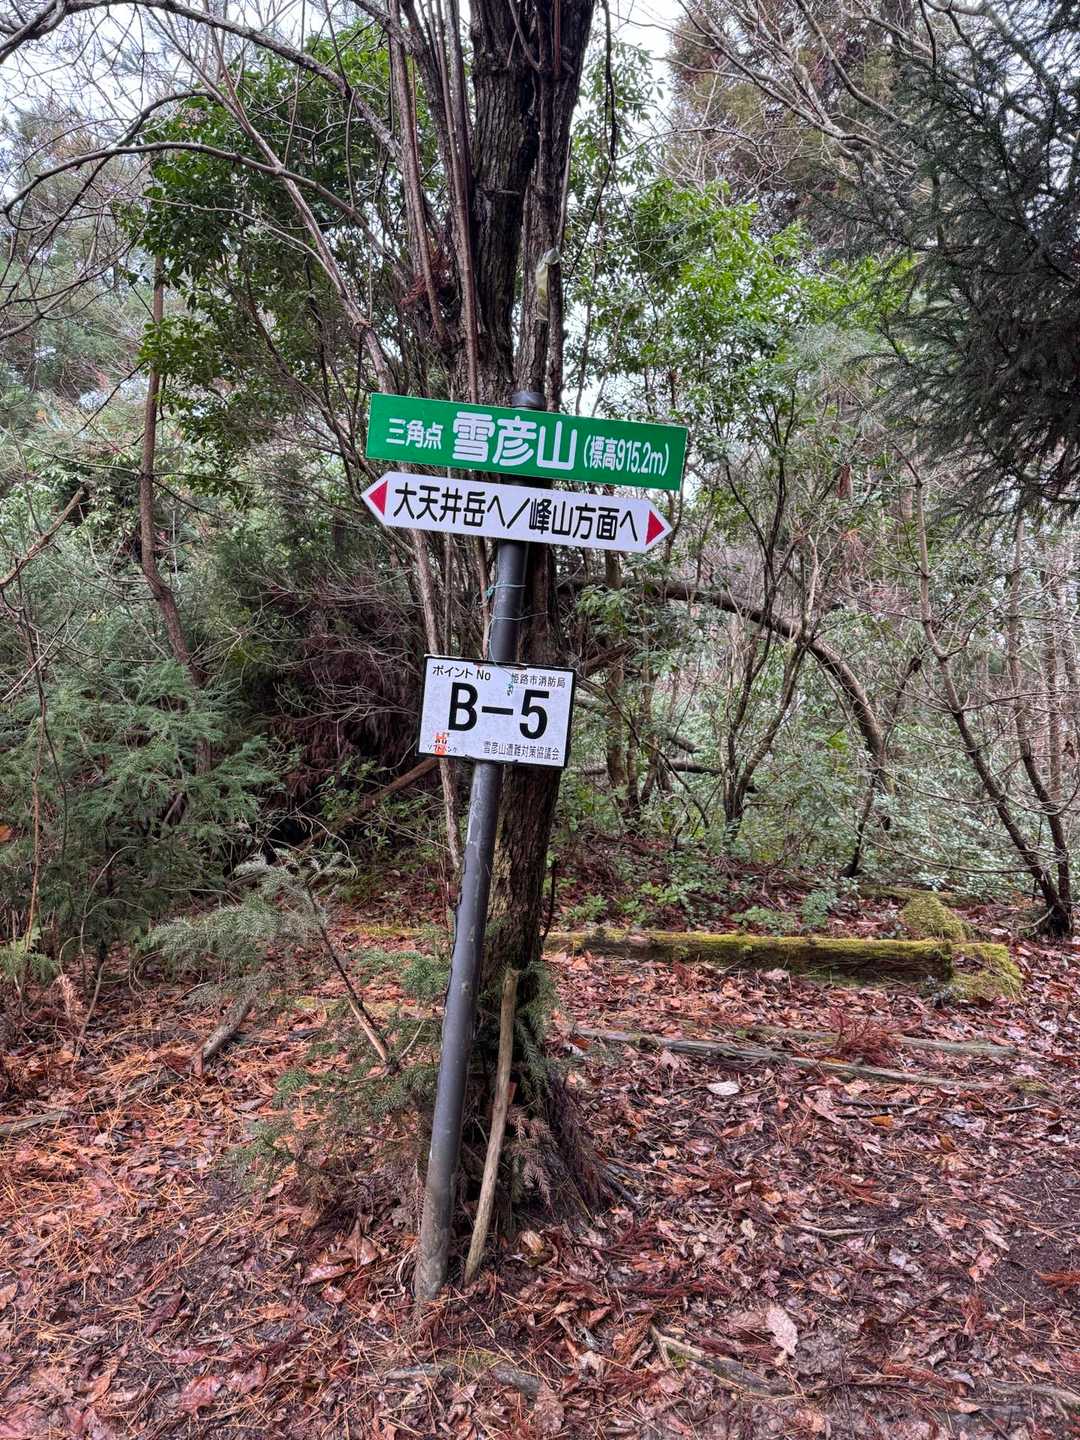 三角点 雪彦山 (標高915.2m)
大天井岳へ/峰山方面へ
ポイントNo 姫路市消防局
B-5
雪彦山遭難対策協議会